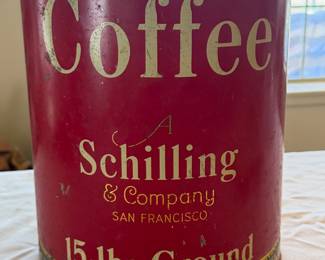 Coffee
A
Schilling
& Company
SAN FRANCISCO
15 lbs. Ground